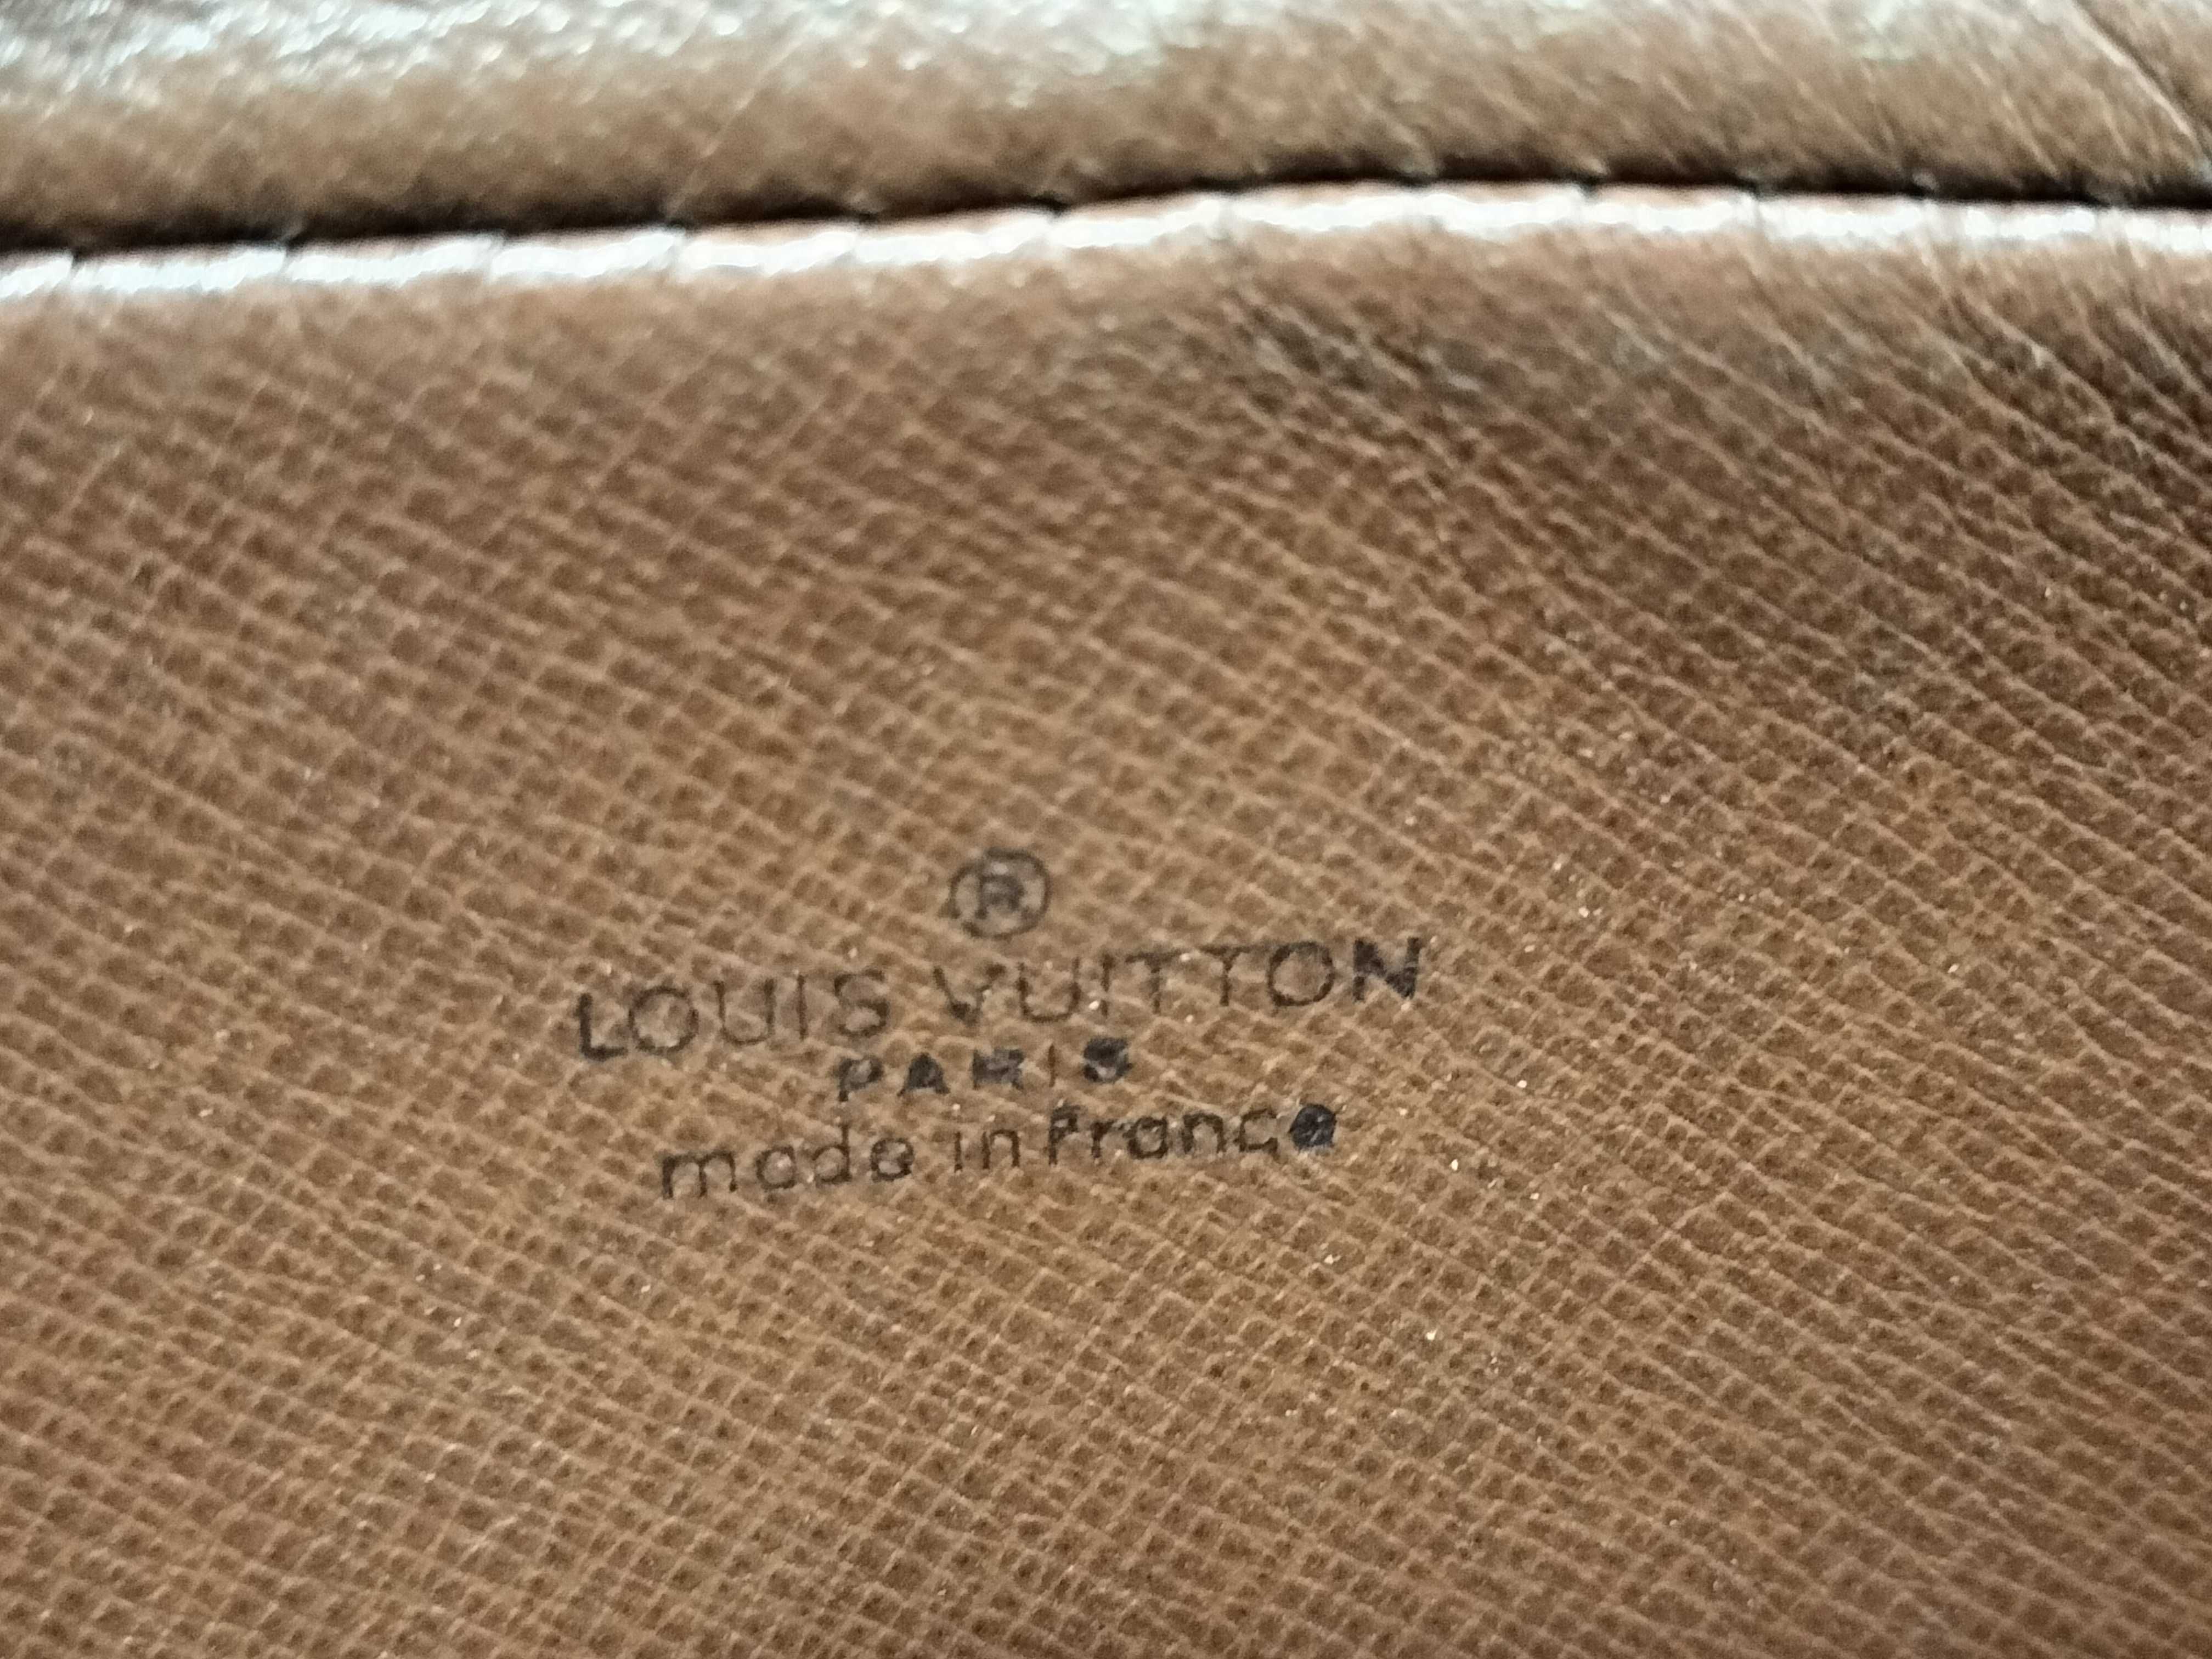 ®
LOUIS VUITTON
PARIS
made in France